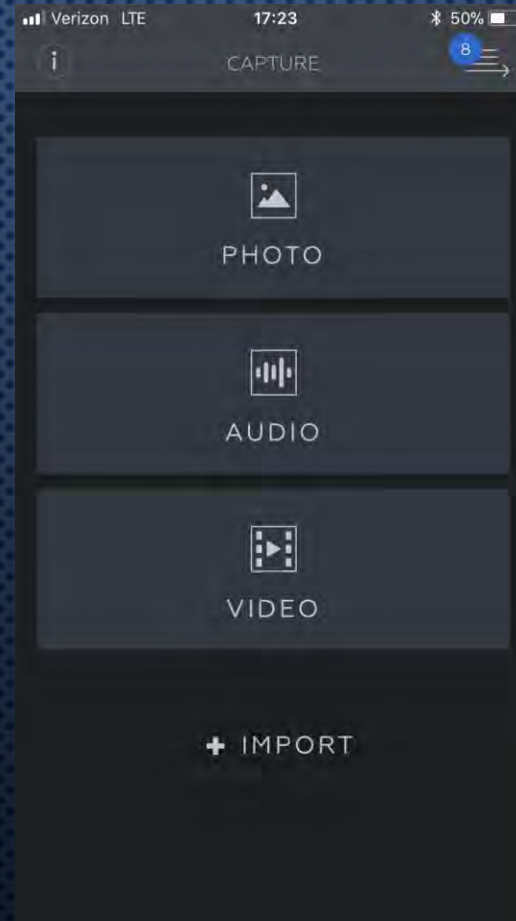 Verizon LTE 17:23 50%
i CAPTURE 8
PHOTO
AUDIO
VIDEO
+ IMPORT